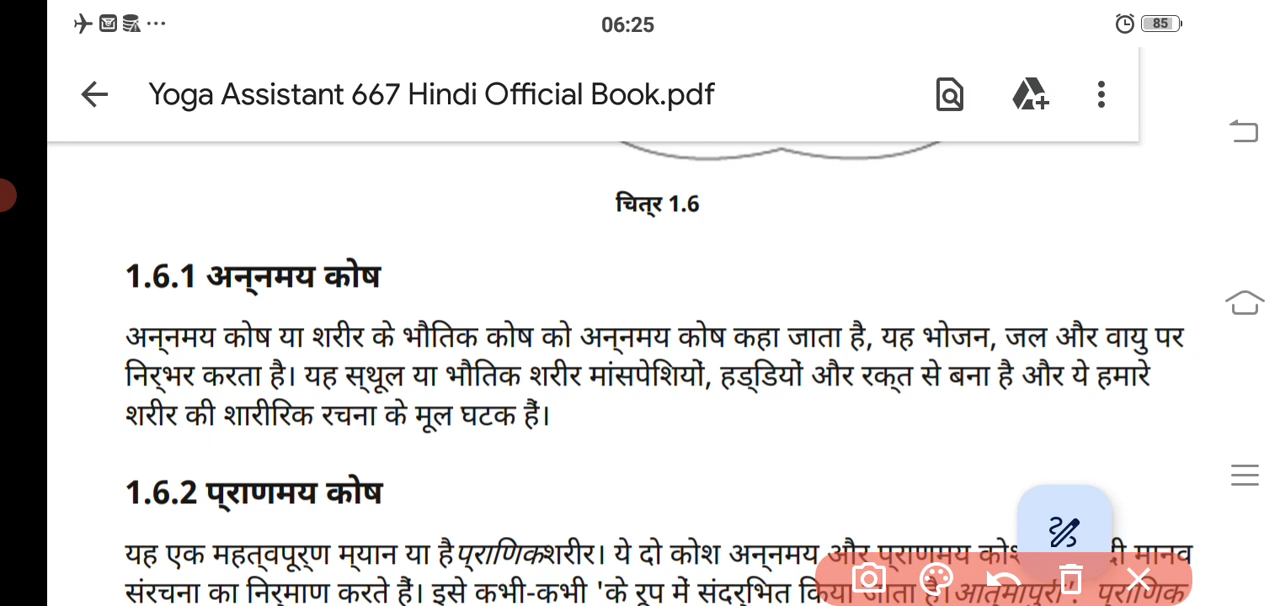 06:25
85
Yoga Assistant 667 Hindi Official Book.pdf
चित्र 1.6
1.6.1 अन्नमय कोष
अन्नमय कोष या शरीर के भौतिक कोष को अन्नमय कोष कहा जाता है, यह भोजन, जल और वायु पर
निर्भर करता है। यह स्थूल या भौतिक शरीर मांसपेशियों, हड्डियों और रक्त से बना है और ये हमारे
शरीर की शारीरिक रचना के मूल घटक हैं।
1.6.2 प्राणमय कोष
यह एक महत्वपूर्ण म्यान या है प्राणिकशरीर। ये दो कोश अन्नमय और प्राणमय मानव
संरचना का निर्माण करते हैं। इसे कभी-कभी 'के रूप में संदर्भित किया जाता है। प्राणिक